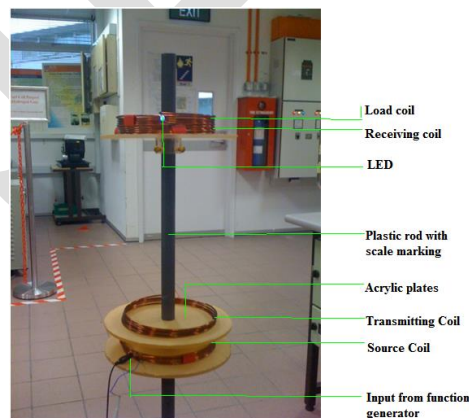 EXIT
Load coil
Receiving coil
LED
Plastic rod with
scale marking
Acrylic plates
Transmitting Coil
Source Coil
Input from function
generator